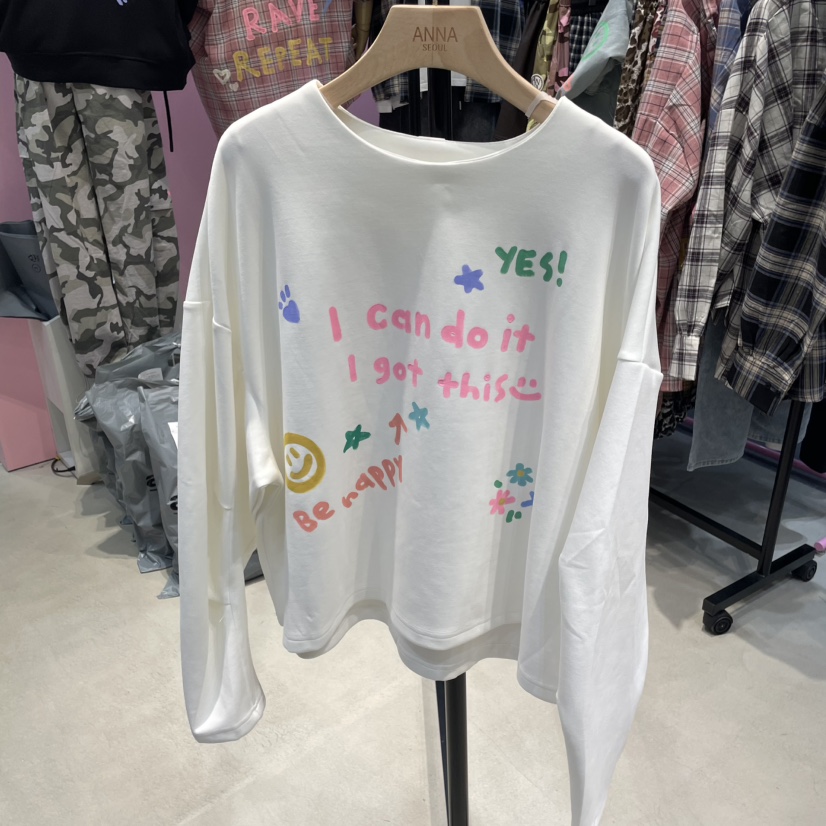 RAVE
REPEAT
ANNA
SEOUL
YES!
I can do it
I got this
Be happy